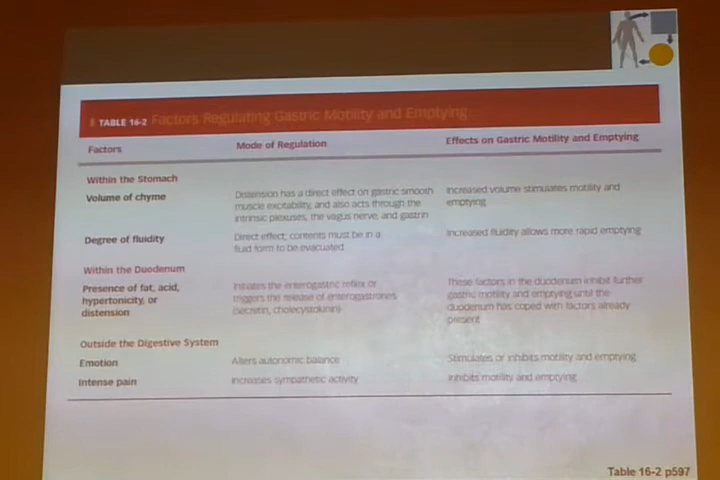 TABLE 16-2 Factors Regulating Gastric Motility and Emptying
Factors Mode of Regulation Effects on Gastric Motility and Emptying
Within the Stomach
Volume of chyme Distension has a direct effect on gastric smooth Increased volume stimulates motility and
muscle excitability, and also acts through the emptying
intrinsic plexuses, the vagus nerve, and gastrin
Degree of fluidity Direct effect; contents must be in a Increased fluidity allows more rapid emptying
fluid form to be evacuated
Within the Duodenum
Presence of fat, acid, Initiates the enterogastric reflex or These factors in the duodenum inhibit further
hypertonicity, or triggers the release of enterogastrones gastric motility and emptying until the
distension (secretin, cholecystokinin) duodenum has coped with factors already
present
Outside the Digestive System
Emotion Alters autonomic balance Stimulates or inhibits motility and emptying
Intense pain Increases sympathetic activity Inhibits motility and emptying
Table 16-2 p597